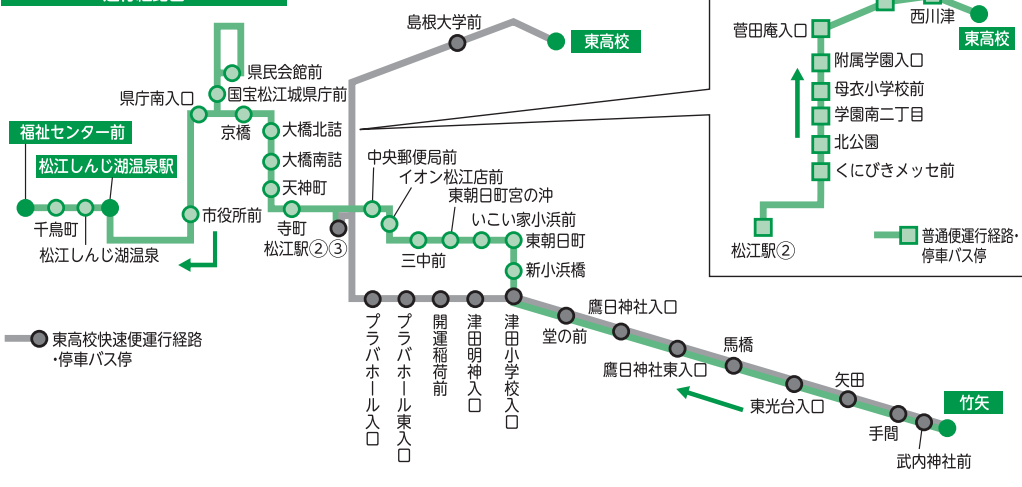 島根大学前
東高校
県民会館前
国宝松江城県庁前
県庁南入口
京橋
大橋北詰
大橋南詰
天神町
福祉センター前
松江しんじ湖温泉駅
千鳥町
松江しんじ湖温泉
市役所前
寺町
松江駅②③
中央郵便局前
イオン松江店前
東朝日町宮の沖
いこい家小浜前
東朝日町
三中前
新小浜橋
プラバホール入口
プラバホール東入口
開運稲荷前
津田明神入口
津田小学校入口
堂の前
鷹日神社入口
鷹日神社東入口
馬橋
東光台入口
矢田
手間
武内神社前
竹矢
東高校快速便運行経路
・停車バス停
西川津
東高校
菅田庵入口
附属学園入口
母衣小学校前
学園南二丁目
北公園
くにびきメッセ前
松江駅②
普通便運行経路・
停車バス停